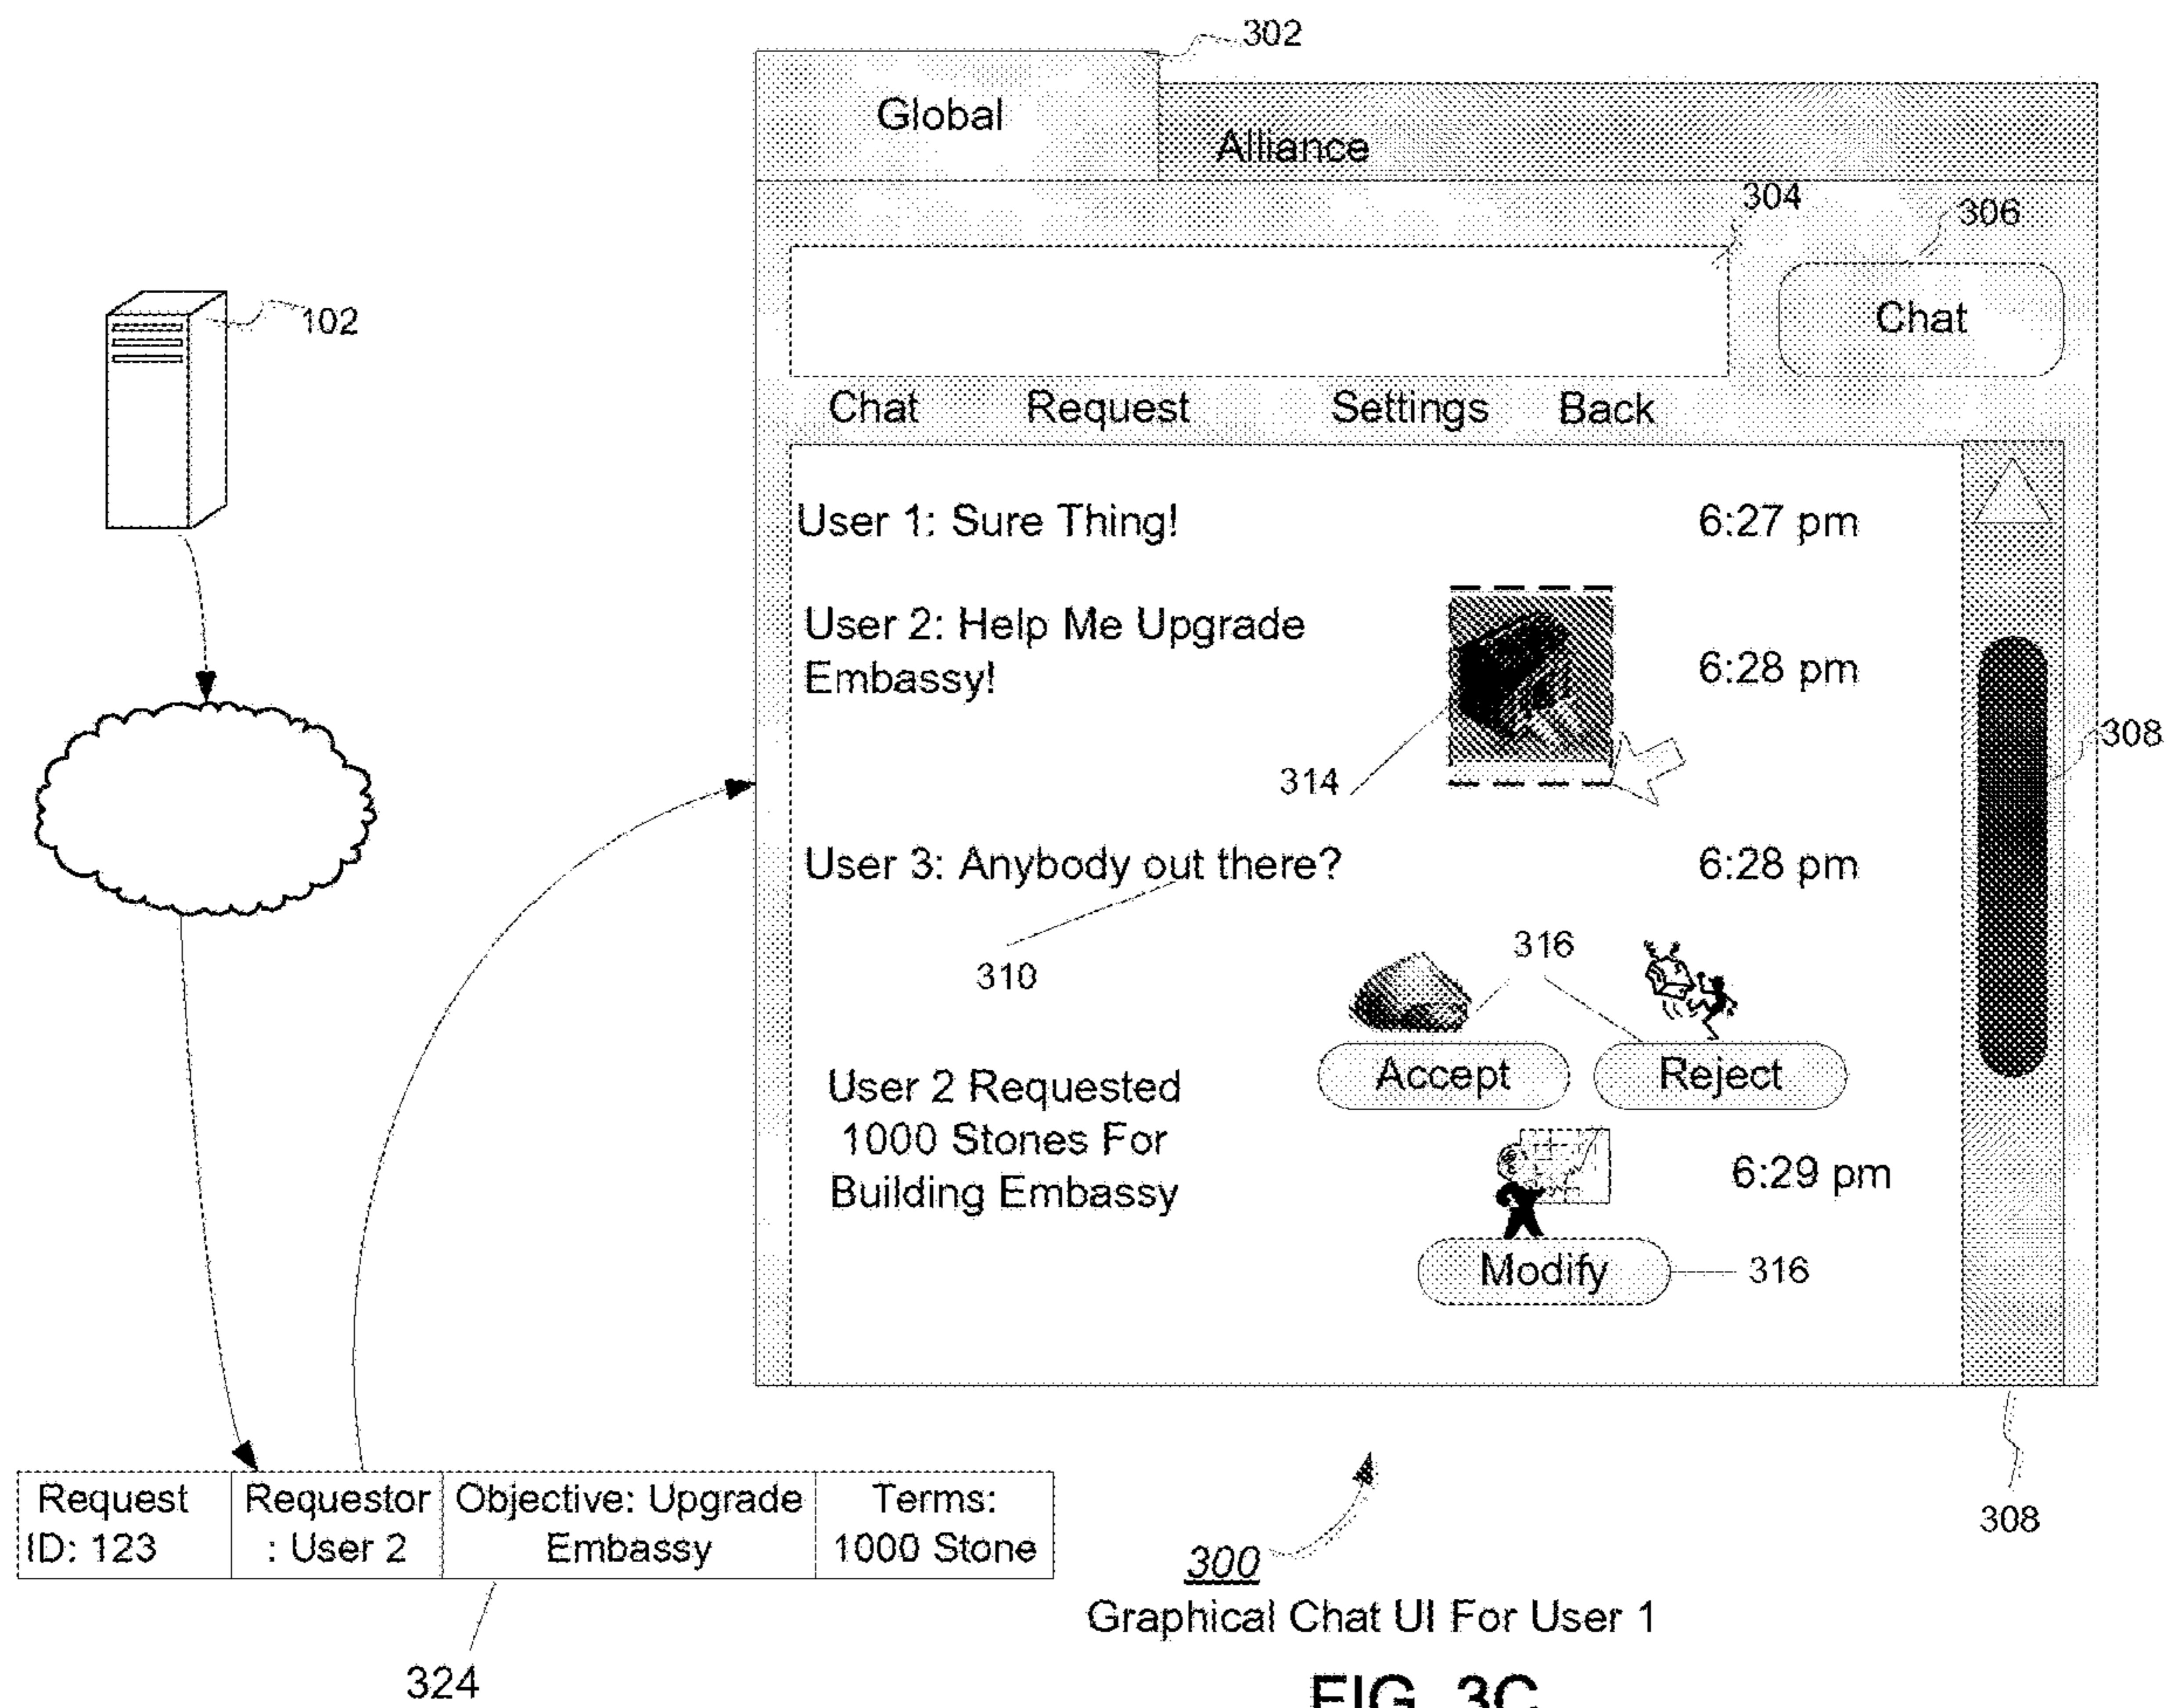 302
Global
Alliance
304
306
102
Chat
Chat Request Settings Back
User 1: Sure Thing! 6:27 pm
User 2: Help Me Upgrade
Embassy!
6:28 pm
308
314
User 3: Anybody out there? 6:28 pm
310
316
Accept Reject
User 2 Requested
1000 Stones For
Building Embassy
6:29 pm
Modify 316
308
Request
ID: 123
Requestor
: User 2
Objective: Upgrade
Embassy
Terms:
1000 Stone
324
300
Graphical Chat UI For User 1
FIG. 3C